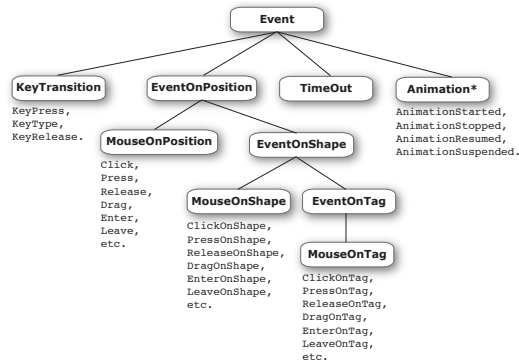 Event
KeyTransition
KeyPress,
KeyType,
KeyRelease.
EventOnPosition
TimeOut
Animation*
AnimationStarted,
AnimationStopped,
AnimationResumed,
AnimationSuspended.
MouseOnPosition
Click,
Press,
Release,
Drag,
Enter,
Leave,
etc.
EventOnShape
MouseOnShape
ClickOnShape,
PressOnShape,
ReleaseOnShape,
DragOnShape,
EnterOnShape,
LeaveOnShape,
etc.
EventOnTag
MouseOnTag
ClickOnTag,
PressOnTag,
ReleaseOnTag,
DragOnTag,
EnterOnTag,
LeaveOnTag,
etc.